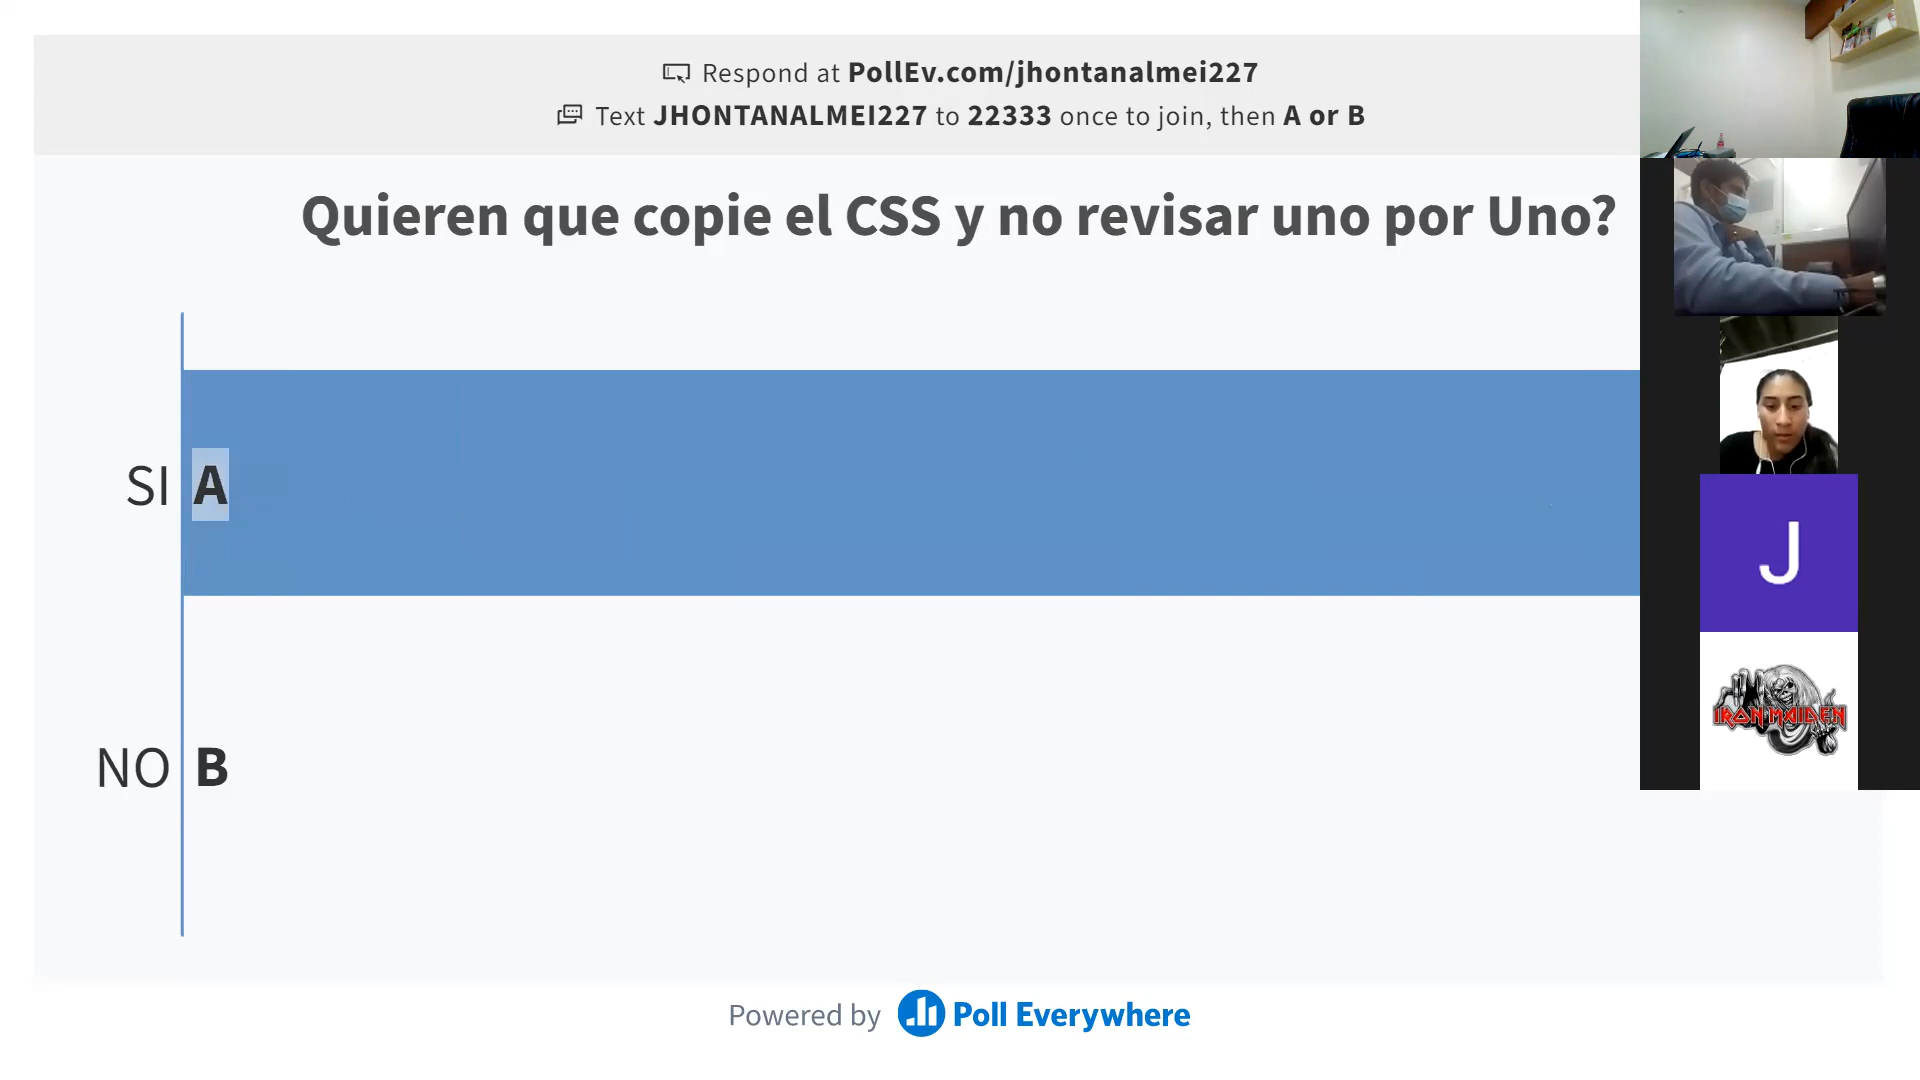 Respond at PollEv.com/jhontanalmei227
Text JHONTANALMEI227 to 22333 once to join, then A or B
Quieren que copie el CSS y no revisar uno por Uno?
SI A
NO B
J
IRON MAIDEN
Powered by Poll Everywhere